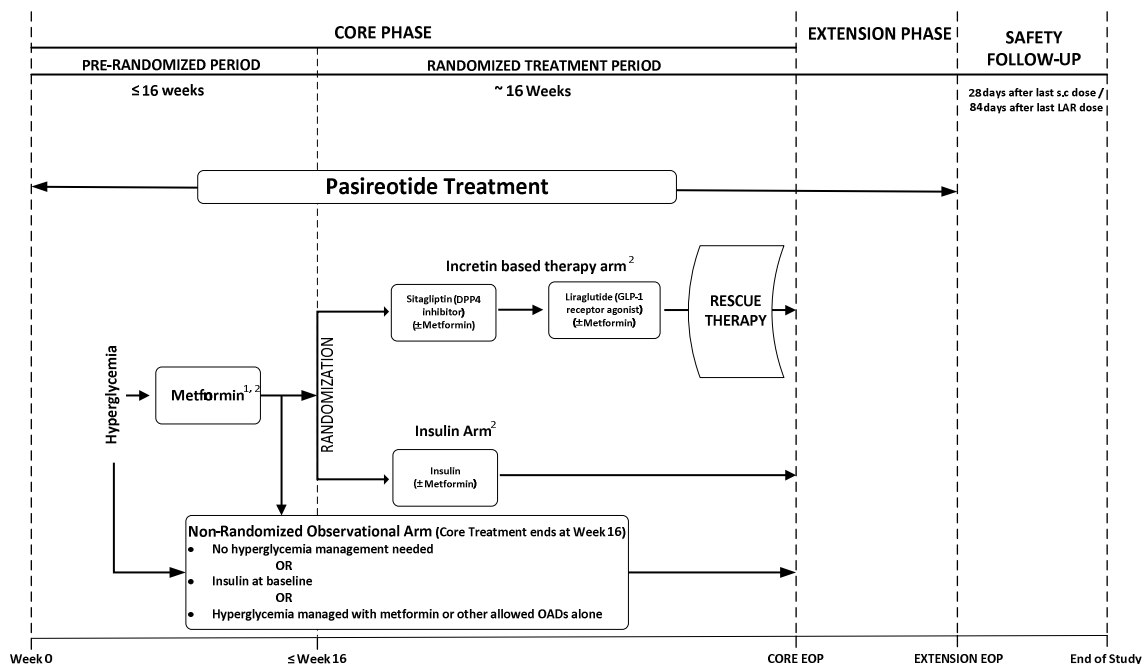 CORE PHASE
EXTENSION PHASE
SAFETY
FOLLOW-UP
PRE-RANDOMIZED PERIOD
RANDOMIZED TREATMENT PERIOD
≤ 16 weeks
~ 16 Weeks
28 days after last s.c dose /
84 days after last LAR dose
Pasireotide Treatment
Incretin based therapy arm2
Sitagliptin (DPP4
inhibitor)
(±Metformin)
Liraglutide (GLP-1
receptor agonist)
(±Metformin)
RESCUE
THERAPY
Hyperglycemia
Metformin1, 2
RANDOMIZATION
Insulin Arm2
Insulin
(±Metformin)
Non-Randomized Observational Arm (Core Treatment ends at Week 16)
• No hyperglycemia management needed
OR
• Insulin at baseline
OR
• Hyperglycemia managed with metformin or other allowed OADs alone
Week 0
≤ Week 16
CORE EOP
EXTENSION EOP
End of Study